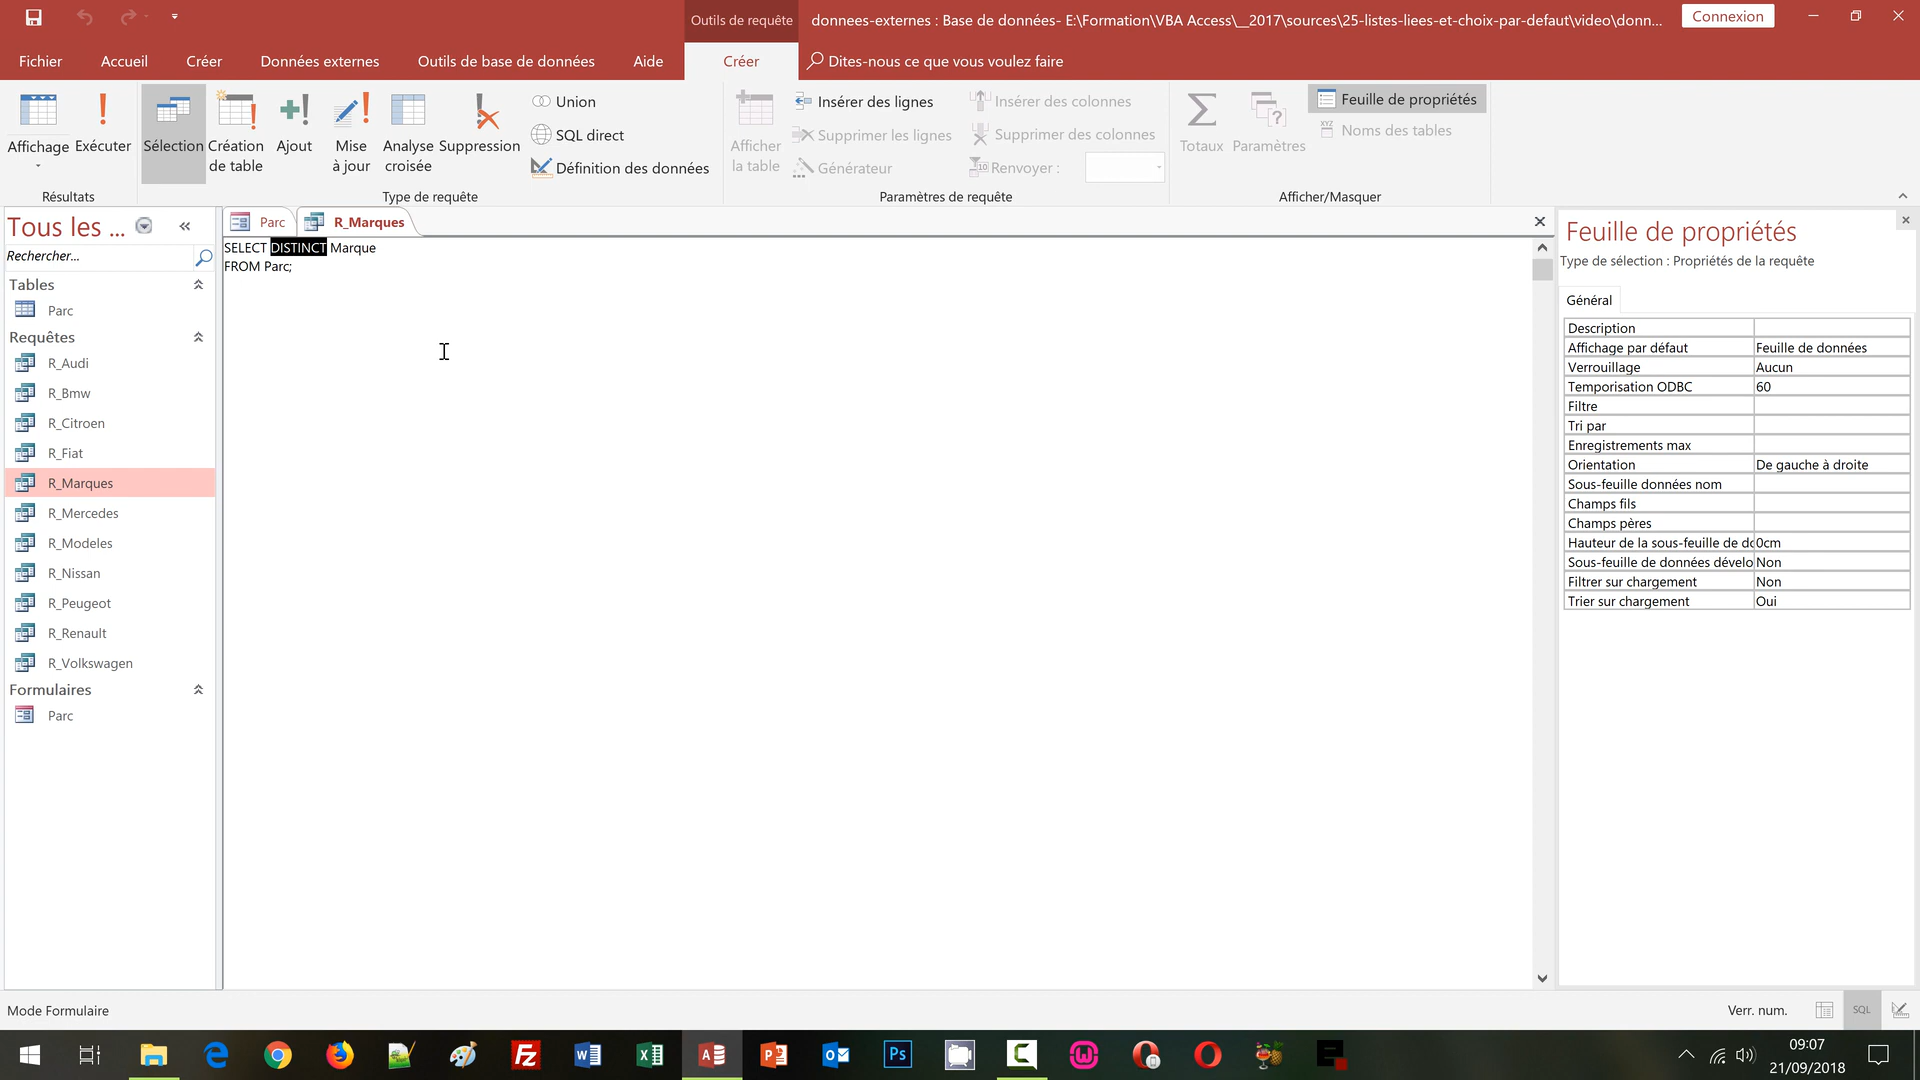 Outils de requête
donnees-externes : Base de données- E:\Formation\VBA Access\__2017\sources\25-listes-liees-et-choix-par-defaut\video\donn...
Connexion
Fichier
Accueil
Créer
Données externes
Outils de base de données
Aide
Créer
Dites-nous ce que vous voulez faire
Affichage
Exécuter
Sélection
Création
de table
Ajout
Mise
à jour
Analyse
croisée
Suppression
Union
SQL direct
Définition des données
Afficher
la table
Insérer des lignes
Supprimer les lignes
Générateur
Insérer des colonnes
Supprimer des colonnes
Renvoyer :
Totaux
Paramètres
Feuille de propriétés
Noms des tables
Résultats
Type de requête
Paramètres de requête
Afficher/Masquer
Tous les ...
Rechercher...
Tables
Parc
Requêtes
R_Audi
R_Bmw
R_Citroen
R_Fiat
R_Marques
R_Mercedes
R_Modeles
R_Nissan
R_Peugeot
R_Renault
R_Volkswagen
Formulaires
Parc
Parc
R_Marques
SELECT DISTINCT Marque
FROM Parc;
Feuille de propriétés
Type de sélection : Propriétés de la requête
Général
Description
Affichage par défaut Feuille de données
Verrouillage Aucun
Temporisation ODBC 60
Filtre
Tri par
Enregistrements max
Orientation De gauche à droite
Sous-feuille données nom
Champs fils
Champs pères
Hauteur de la sous-feuille de dc 0cm
Sous-feuille de données dévelo Non
Filtrer sur chargement Non
Trier sur chargement Oui
Mode Formulaire
Verr. num.
SQL
09:07
21/09/2018